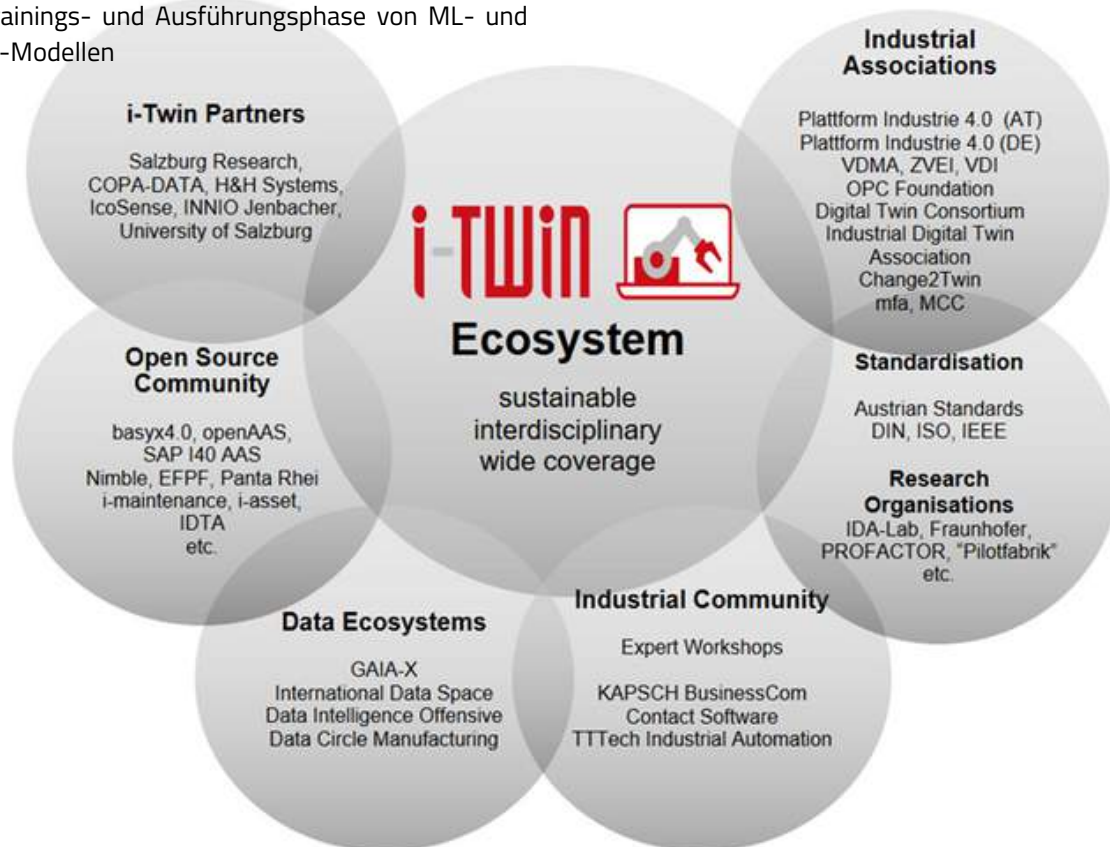 ainings- und Ausführungsphase von ML- und
-Modellen
i-Twin Partners
Salzburg Research,
COPA-DATA, H&H Systems,
IcoSense, INNIO Jenbacher,
University of Salzburg
Industrial
Associations
Plattform Industrie 4.0 (AT)
Plattform Industrie 4.0 (DE)
VDMA, ZVEI, VDI
OPC Foundation
Digital Twin Consortium
Industrial Digital Twin
Association
Change2Twin
mfa, MCC
i-TWiN
Ecosystem
sustainable
interdisciplinary
wide coverage
Open Source
Community
basyx4.0, openAAS,
SAP I40 AAS
Nimble, EFPF, Panta Rhei
i-maintenance, i-asset,
IDTA
etc.
Standardisation
Austrian Standards
DIN, ISO, IEEE
Research
Organisations
IDA-Lab, Fraunhofer,
PROFACTOR, "Pilotfabrik"
etc.
Data Ecosystems
GAIA-X
International Data Space
Data Intelligence Offensive
Data Circle Manufacturing
Industrial Community
Expert Workshops
KAPSCH BusinessCom
Contact Software
TTTech Industrial Automation